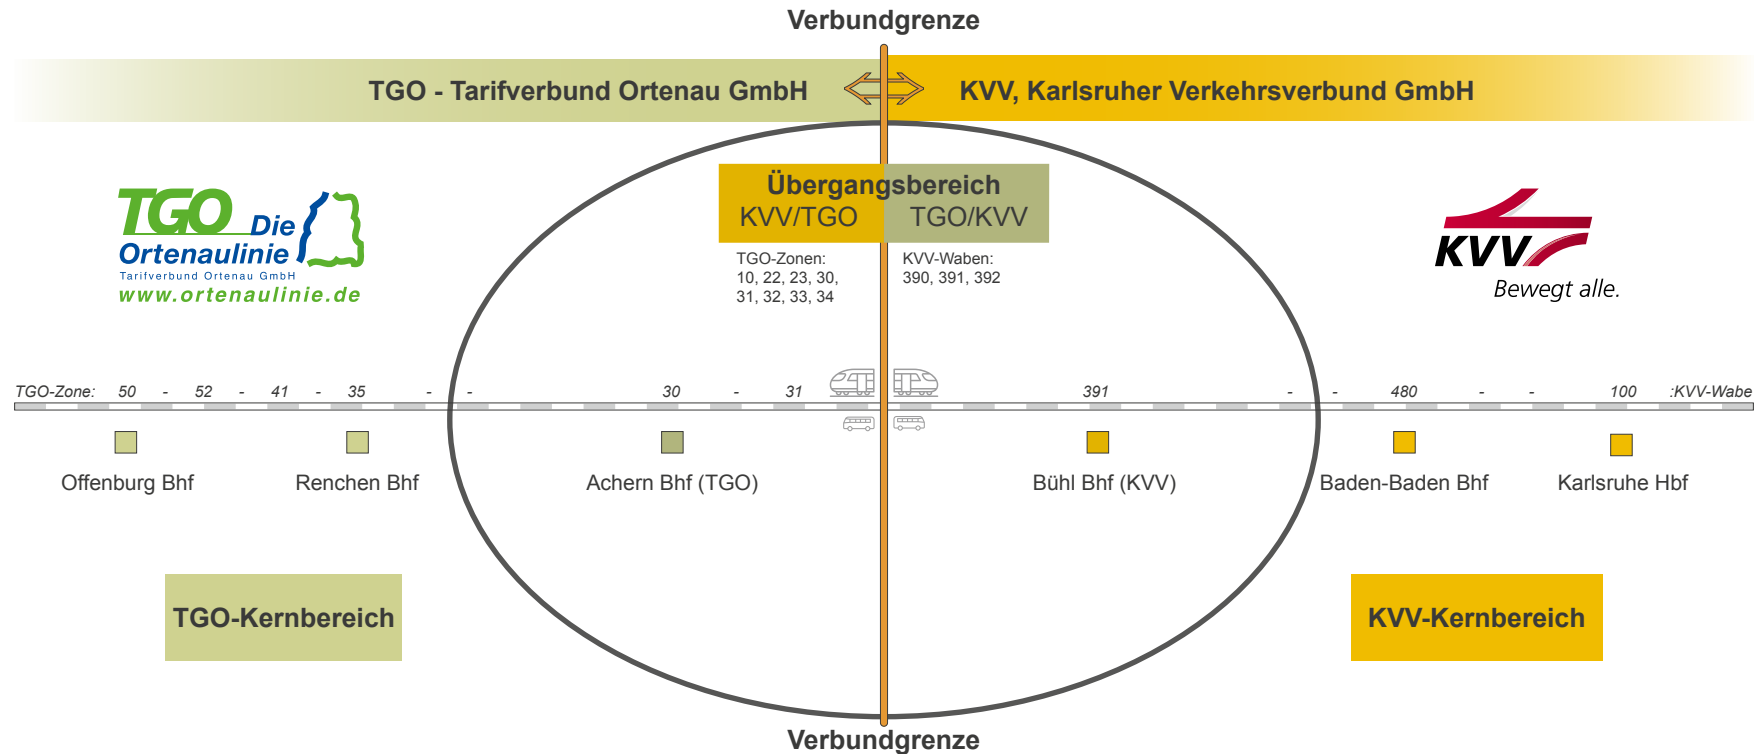 Verbundgrenze
TGO - Tarifverbund Ortenau GmbH
KVV, Karlsruher Verkehrsverbund GmbH
Übergangsbereich
KVV/TGO
TGO/KVV
TGO-Zonen:
10, 22, 23, 30,
31, 32, 33, 34
KVV-Waben:
390, 391, 392
TGO Die
Ortenaulinie
Tarifverbund Ortenau GmbH
www.ortenaulinie.de
KVV
Bewegt alle.
TGO-Zone: 50 - 52 - 41 - 35 - - 30 - 31 391 - - 480 - - 100 :KVV-Wabe
Offenburg Bhf
Renchen Bhf
Achern Bhf (TGO)
Bühl Bhf (KVV)
Baden-Baden Bhf
Karlsruhe Hbf
TGO-Kernbereich
KVV-Kernbereich
Verbundgrenze